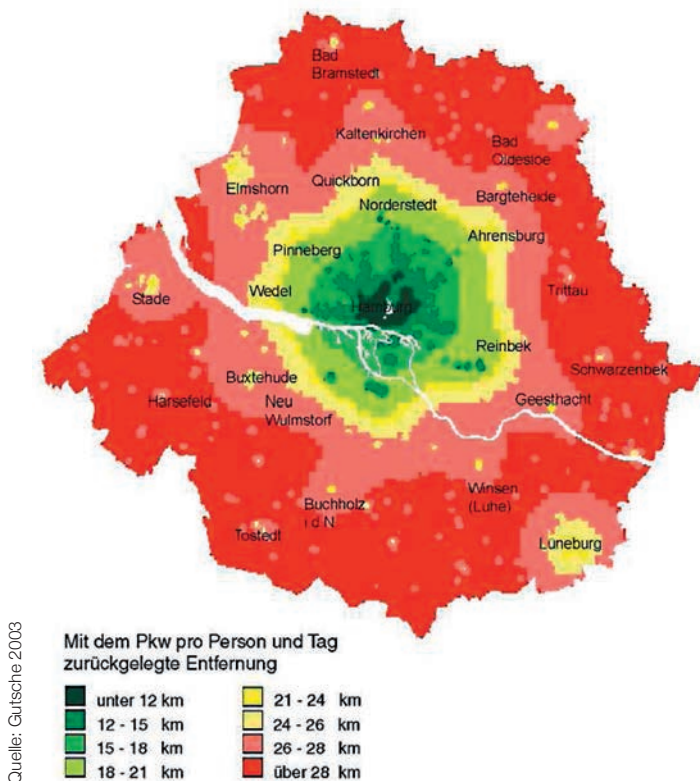 Bad
Bramstedt
Kaltenkirchen
Bad
Oldesloe
Elmshorn
Quickborn
Bargteheide
Norderstedt
Ahrensburg
Pinneberg
Stade
Wedel
Hamburg
Trittau
Reinbek
Schwarzenbek
Buxtehude
Harsefeld
Neu
Wulmstorf
Geesthacht
Winsen
(Luhe)
Buchholz
i d N
Tostedt
Lüneburg
Mit dem Pkw pro Person und Tag
zurückgelegte Entfernung
unter 12 km
12 - 15 km
15 - 18 km
18 - 21 km
21 - 24 km
24 - 26 km
26 - 28 km
über 28 km
Quelle: Gutsche 2003